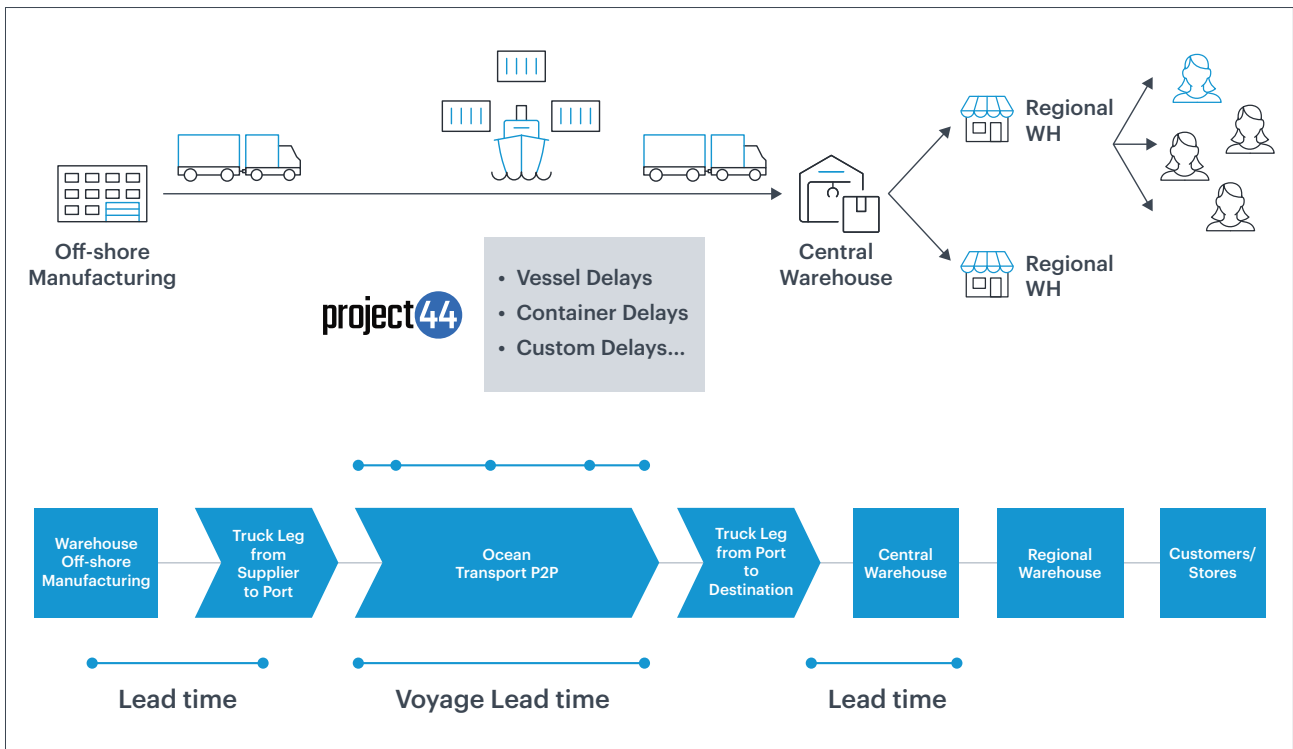 Regional
WH
Off-shore
Manufacturing
Central
Warehouse
Regional
WH
project44
• Vessel Delays
• Container Delays
• Custom Delays...
Warehouse
Off-shore
Manufacturing
Truck Leg
from
Supplier
to Port
Ocean
Transport P2P
Truck Leg
from Port
to
Destination
Central
Warehouse
Regional
Warehouse
Customers/
Stores
Lead time
Voyage Lead time
Lead time